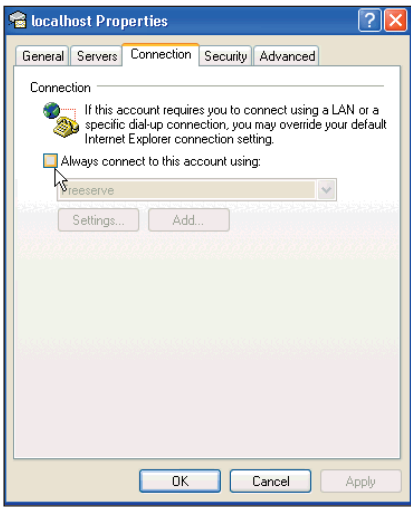 localhost Properties
General Servers Connection Security Advanced
Connection
If this account requires you to connect using a LAN or a
specific dial-up connection, you may override your default
Internet Explorer connection setting.
Always connect to this account using:
Freeserve
Settings... Add...
OK Cancel Apply